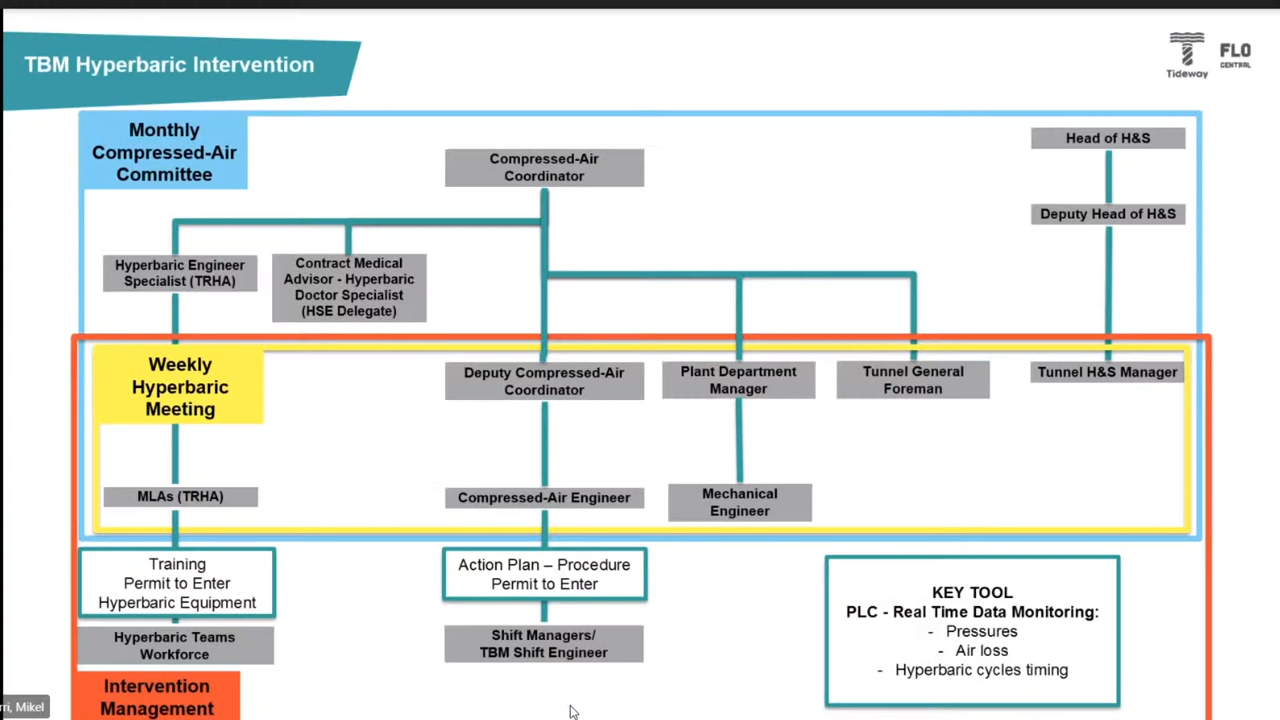 TBM Hyperbaric Intervention
Tideway
FLO
CENTRAL
Monthly
Compressed-Air
Committee
Compressed-Air
Coordinator
Head of H&S
Deputy Head of H&S
Hyperbaric Engineer
Specialist (TRHA)
Contract Medical
Advisor - Hyperbaric
Doctor Specialist
(HSE Delegate)
Weekly
Hyperbaric
Meeting
Deputy Compressed-Air
Coordinator
Plant Department
Manager
Tunnel General
Foreman
Tunnel H&S Manager
MLAs (TRHA)
Compressed-Air Engineer
Mechanical
Engineer
Training
Permit to Enter
Hyperbaric Equipment
Action Plan – Procedure
Permit to Enter
KEY TOOL
PLC - Real Time Data Monitoring:
- Pressures
- Air loss
- Hyperbaric cycles timing
Hyperbaric Teams
Workforce
Shift Managers/
TBM Shift Engineer
Intervention
Management
Mikel